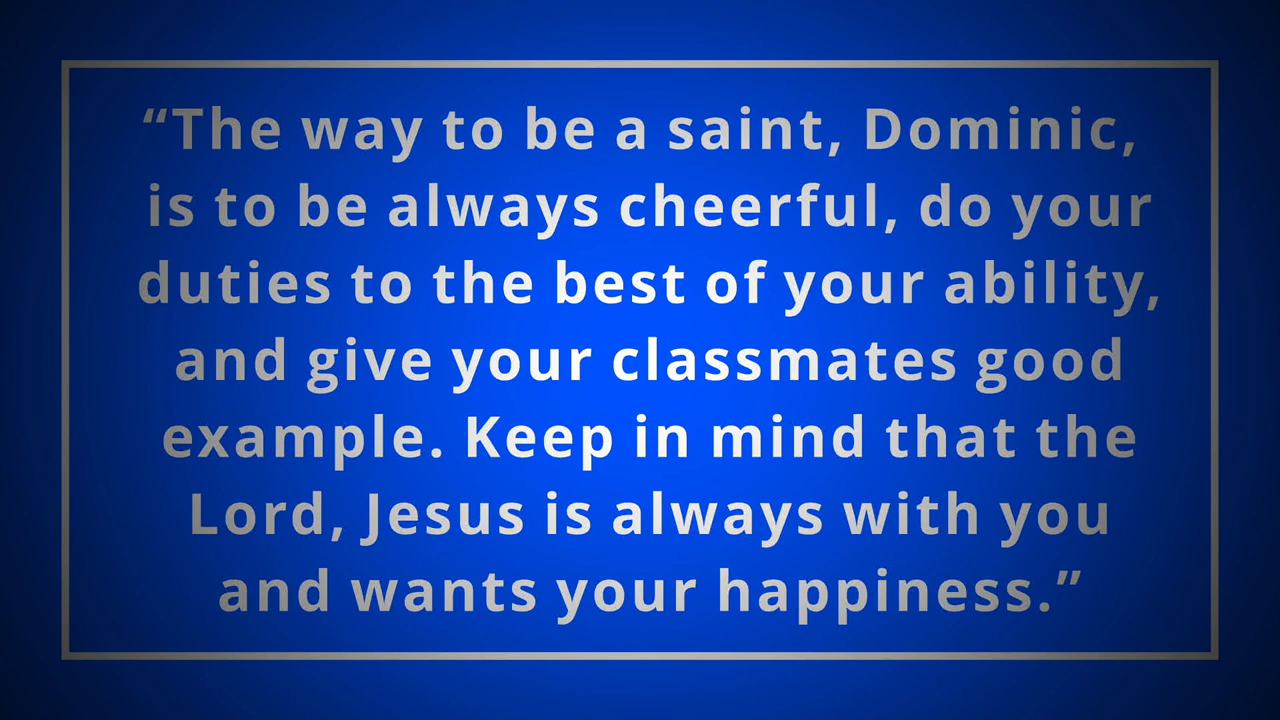 “The way to be a saint, Dominic,
is to be always cheerful, do your
duties to the best of your ability,
and give your classmates good
example. Keep in mind that the
Lord, Jesus is always with you
and wants your happiness.”